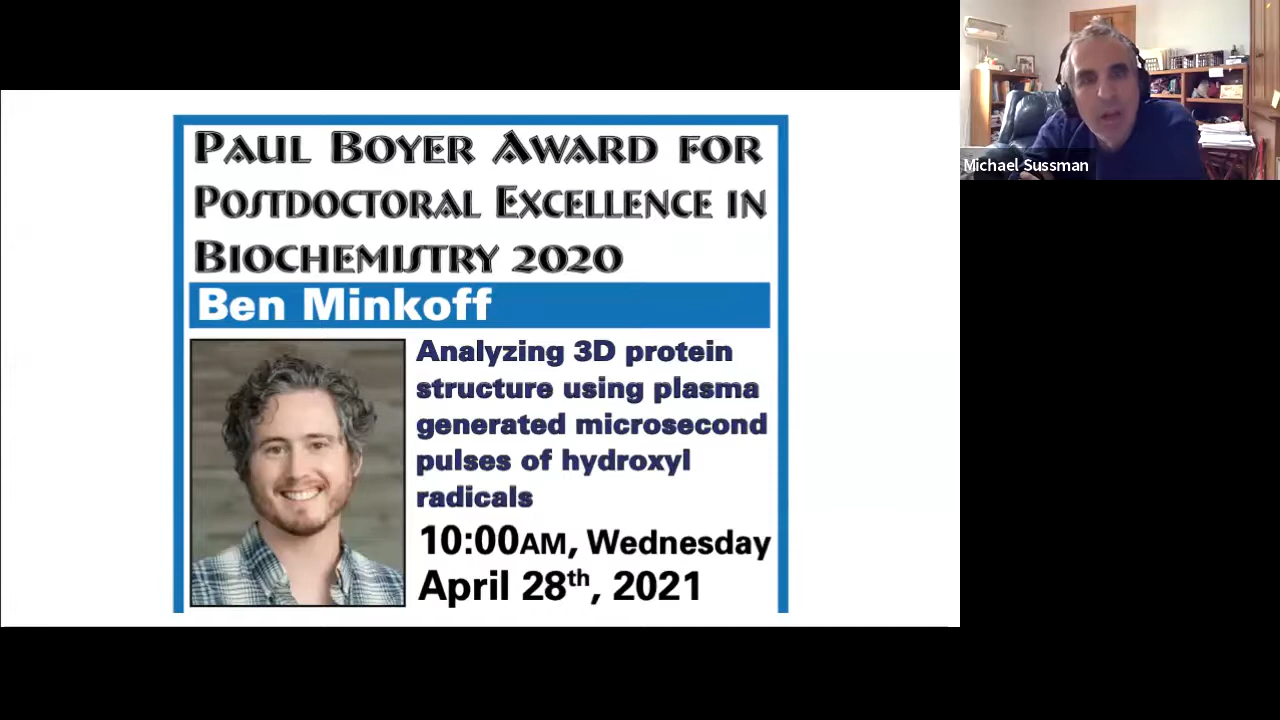 PAUL BOYER AWARD FOR
POSTDOCTORAL EXCELLENCE IN
BIOCHEMISTRY 2020
Ben Minkoff
Analyzing 3D protein
structure using plasma
generated microsecond
pulses of hydroxyl
radicals
10:00AM, Wednesday
April 28th, 2021
Michael Sussman